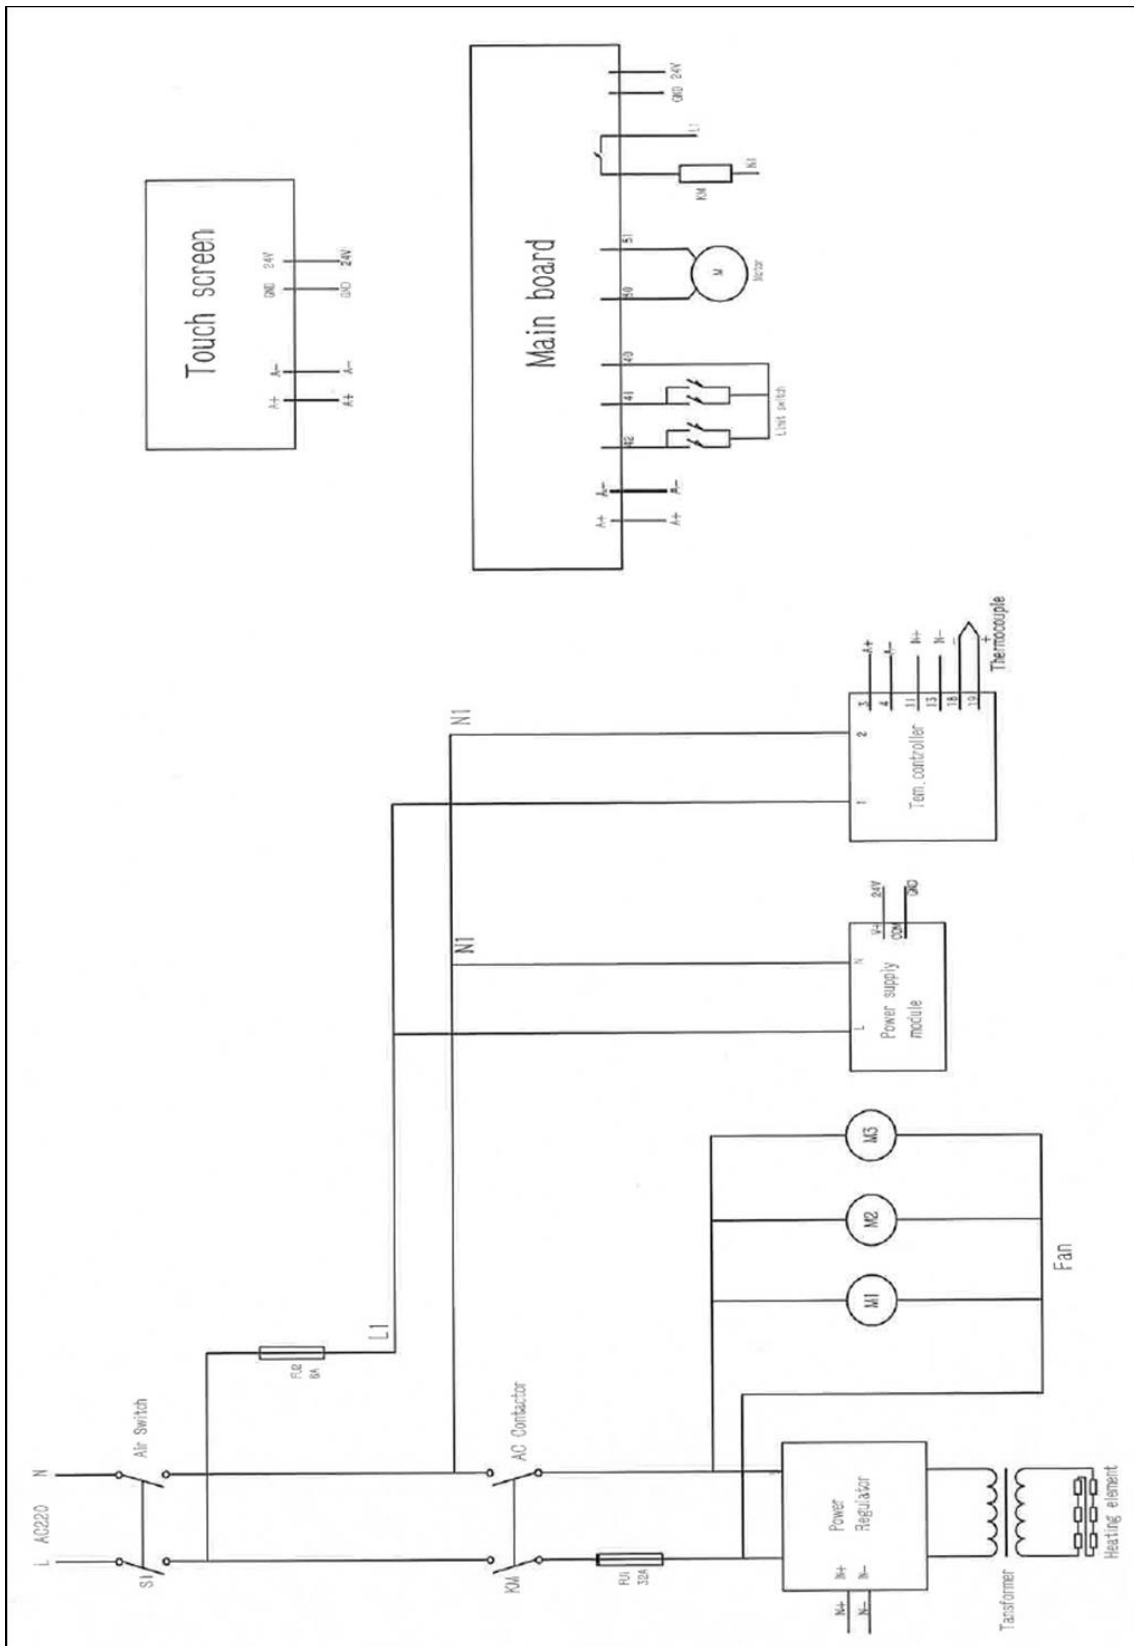 AC220
L
N
S1
Air Switch
FU2
6A
L1
KM
AC Contactor
FU1
32A
N+
N-
N+
N-
Power
Regulator
Tansformer
Heating element
M1
M2
M3
Fan
N1
N1
L
N
Power supply
module
V+
COM
24V
GND
1
2
Tem.controller
3
4
11
13
18
19
A+
A-
N+
N-
-
+
Thermocouple
Touch screen
A+
A-
GND
24V
A+
A-
GND
24V
Main board
A+
A-
A+
A-
42
41
40
50
51
Limit switch
M
Motor
KM
N1
L1
GND
24V